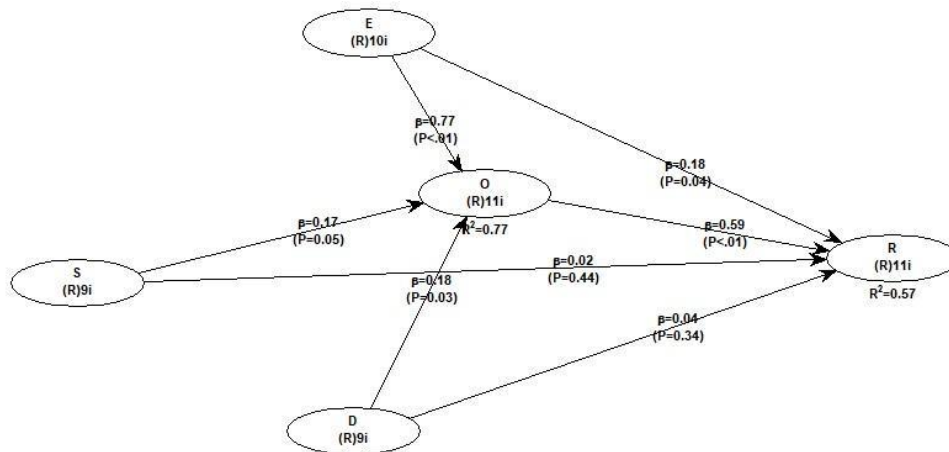 E
(R)10i
β=0.77
(P<.01)
β=0.18
(P=0.04)
O
(R)11i
R²=0.77
β=0.17
(P=0.05)
β=0.59
(P<.01)
R
(R)11i
R²=0.57
S
(R)9i
β=0.02
(P=0.44)
β=0.18
(P=0.03)
β=0.04
(P=0.34)
D
(R)9i